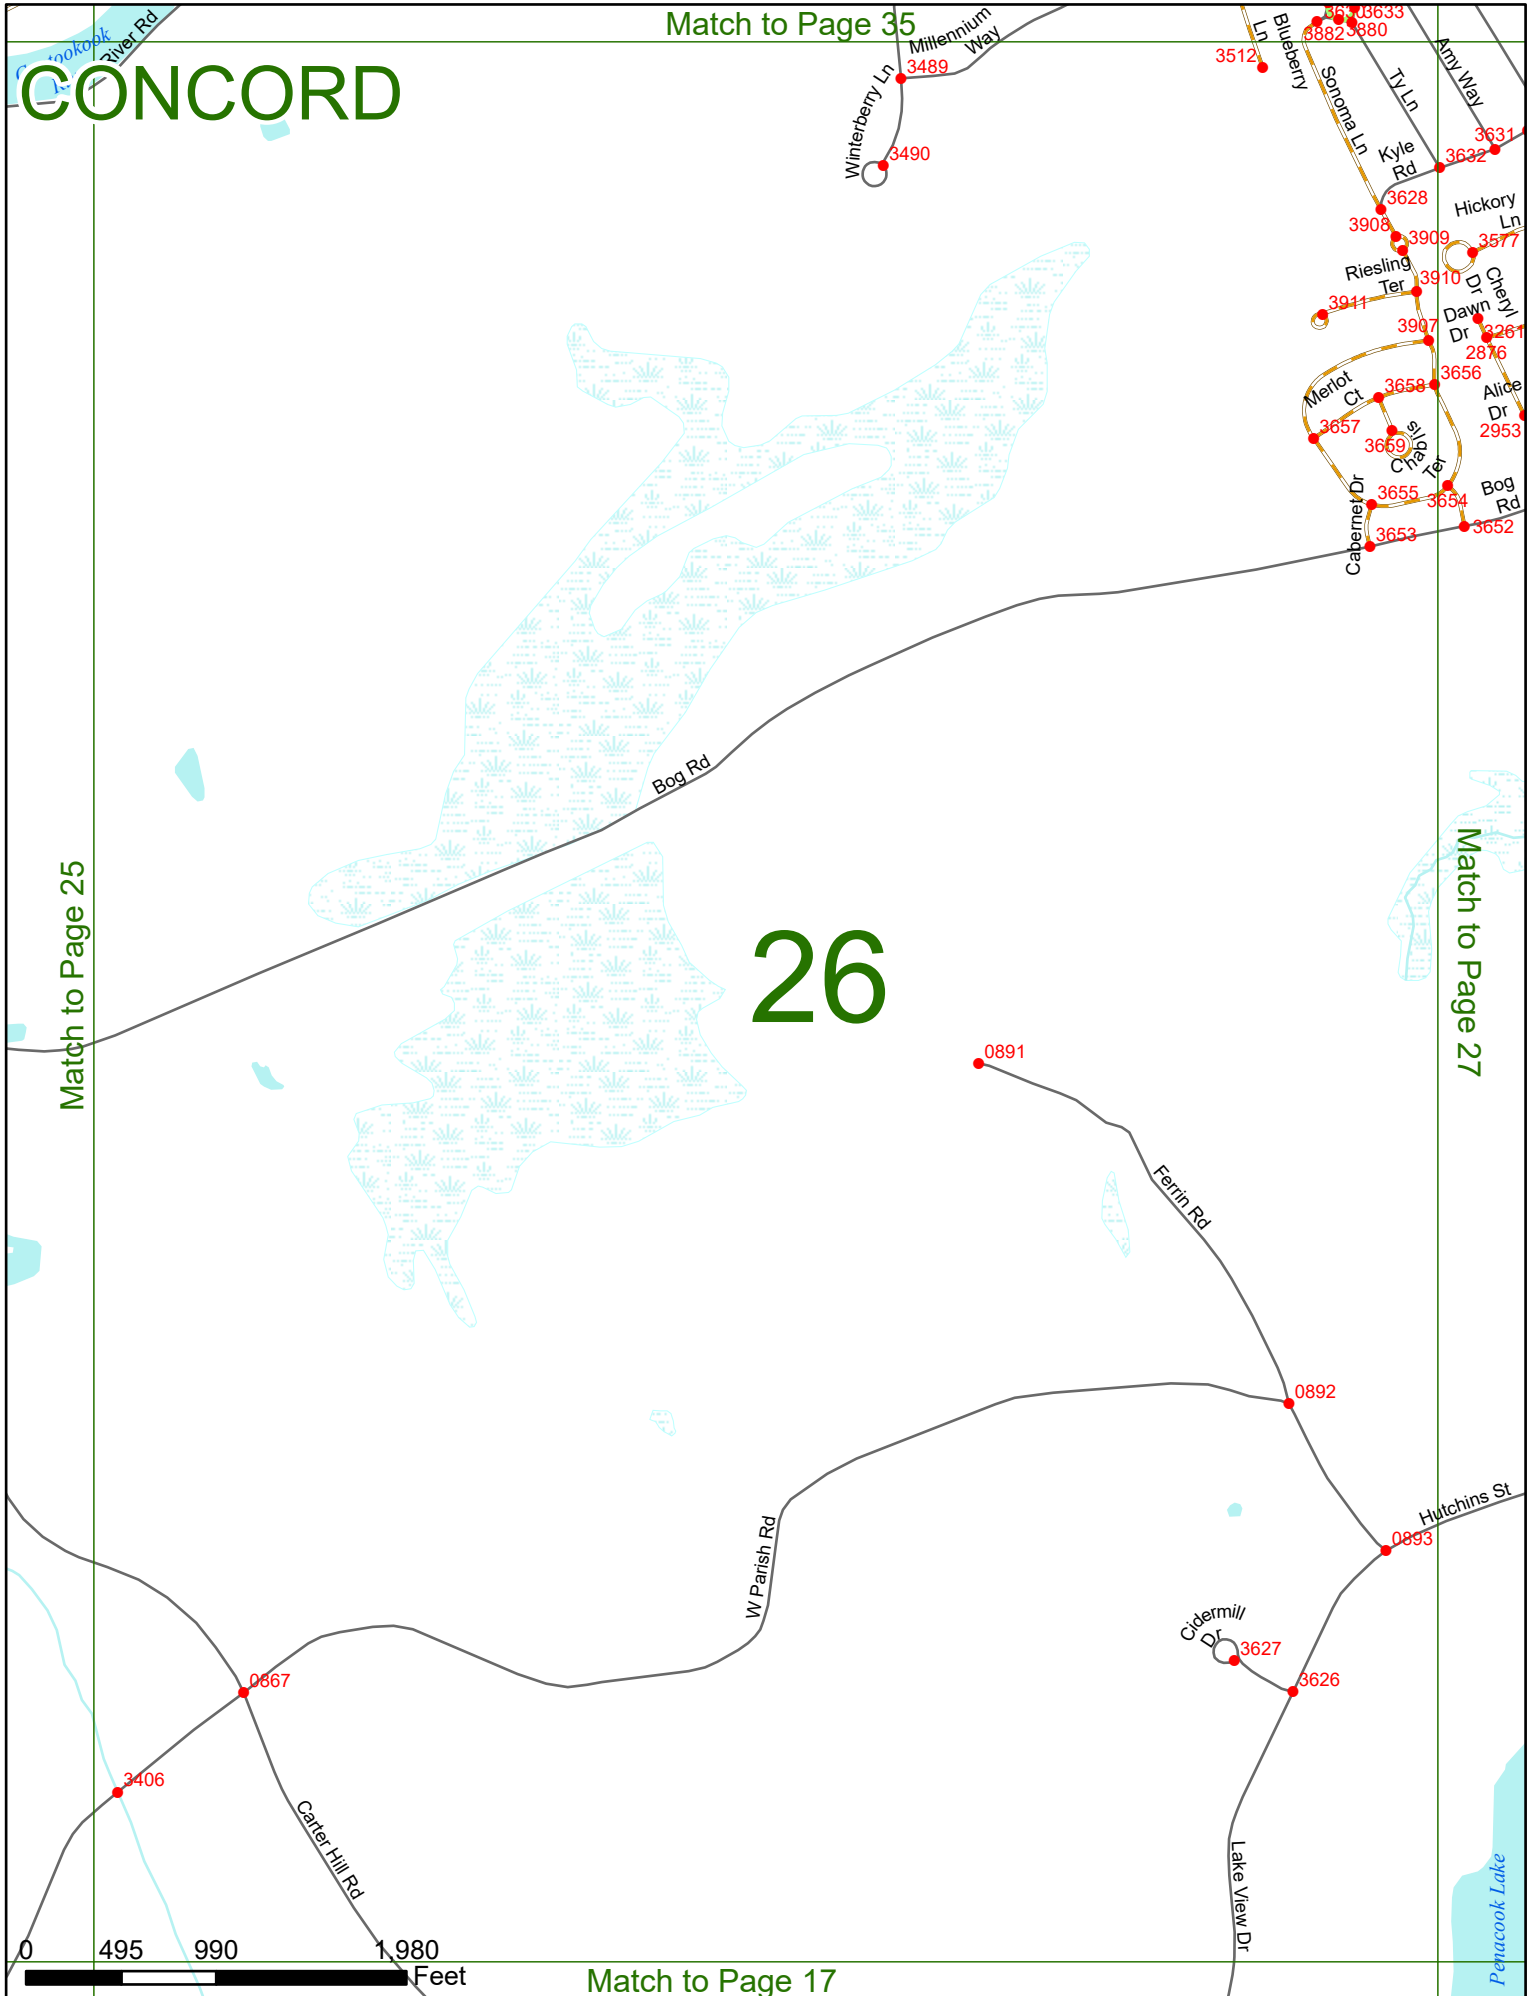 Match to Page 35
CONCORD
River Rd
Millennium
Way
3489
Winterberry Ln
3490
3512
Ln
Blueberry
3882
3630
3633
3880
Sonoma Ln
Ty Ln
Amy Way
3631
3632
Kyle
Rd
3628
Hickory
Ln
3908
3909
3577
Riesling
Ter
3910
3911
Cheryl
Dr
Dawn
Dr
3907
3261
2876
3656
Merlot
Ct
3658
Alice
Dr
2953
3657
3659
Chablis
Ter
Cabernet Dr
3655
3654
Bog
Rd
3652
3653
Bog Rd
Match to Page 25
Match to Page 27
26
0891
Ferrin Rd
0892
Hutchins St
0893
W Parish Rd
Cidermill
Dr
3627
3626
0867
3406
Carter Hill Rd
Lake View Dr
Penacook Lake
0 495 990 1,980
Feet
Match to Page 17